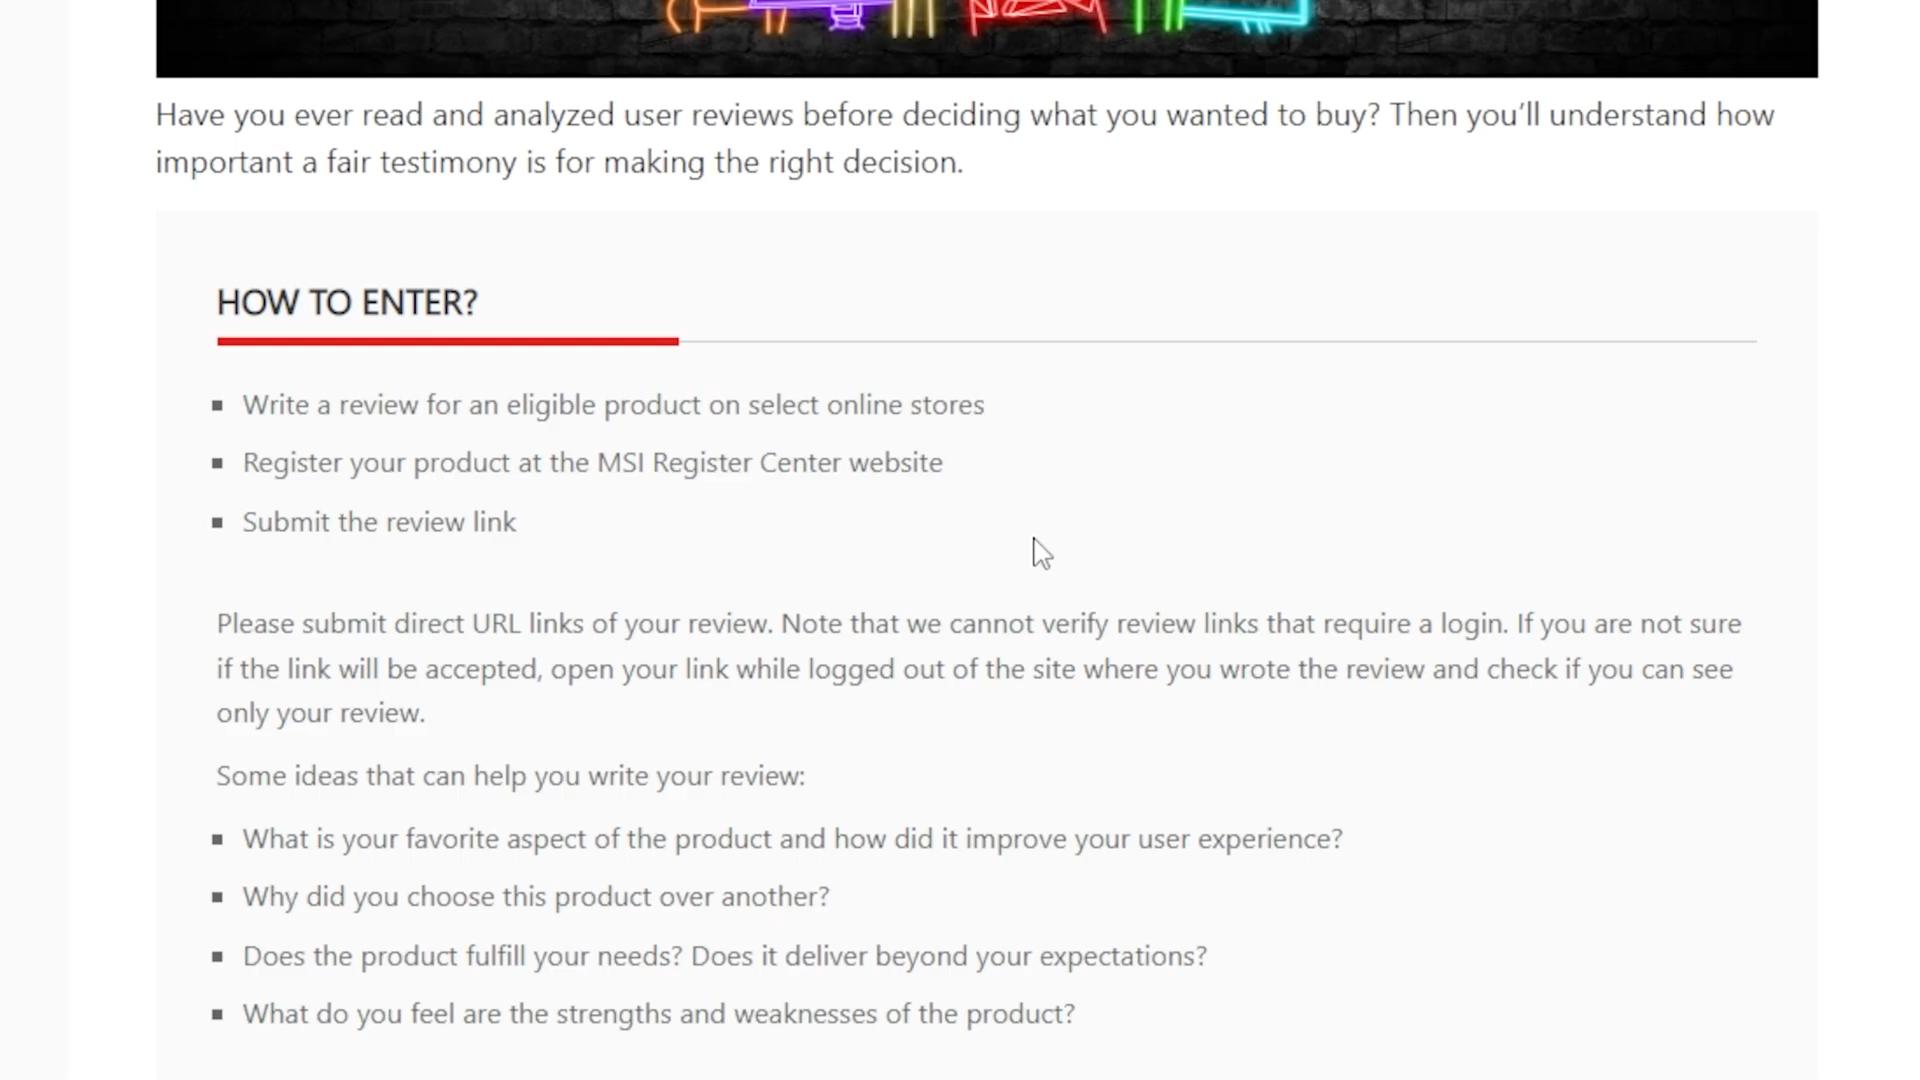 Have you ever read and analyzed user reviews before deciding what you wanted to buy? Then you’ll understand how
important a fair testimony is for making the right decision.
HOW TO ENTER?
Write a review for an eligible product on select online stores
Register your product at the MSI Register Center website
Submit the review link
Please submit direct URL links of your review. Note that we cannot verify review links that require a login. If you are not sure
if the link will be accepted, open your link while logged out of the site where you wrote the review and check if you can see
only your review.
Some ideas that can help you write your review:
What is your favorite aspect of the product and how did it improve your user experience?
Why did you choose this product over another?
Does the product fulfill your needs? Does it deliver beyond your expectations?
What do you feel are the strengths and weaknesses of the product?